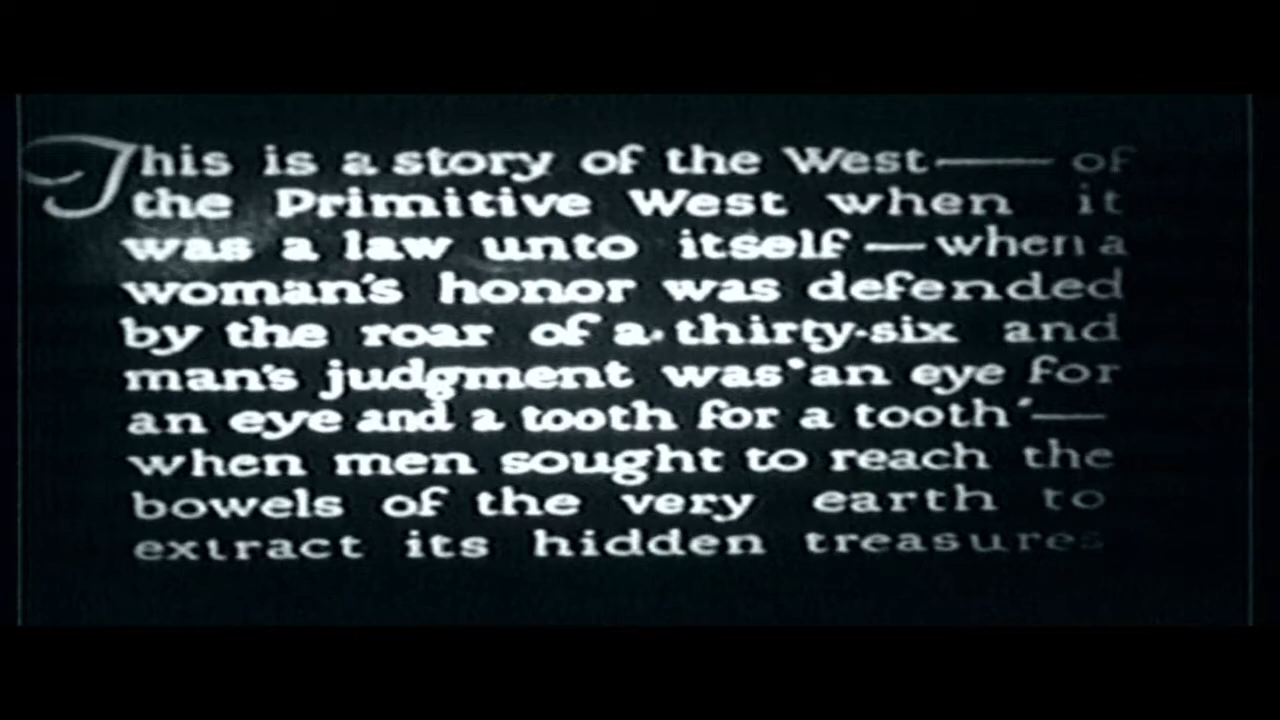 This is a story of the West — of
the Primitive West when it
was a law unto itself — when a
woman's honor was defended
by the roar of a thirty-six and
man's judgment was "an eye for
an eye and a tooth for a tooth" —
when men sought to reach the
bowels of the very earth to
extract its hidden treasures